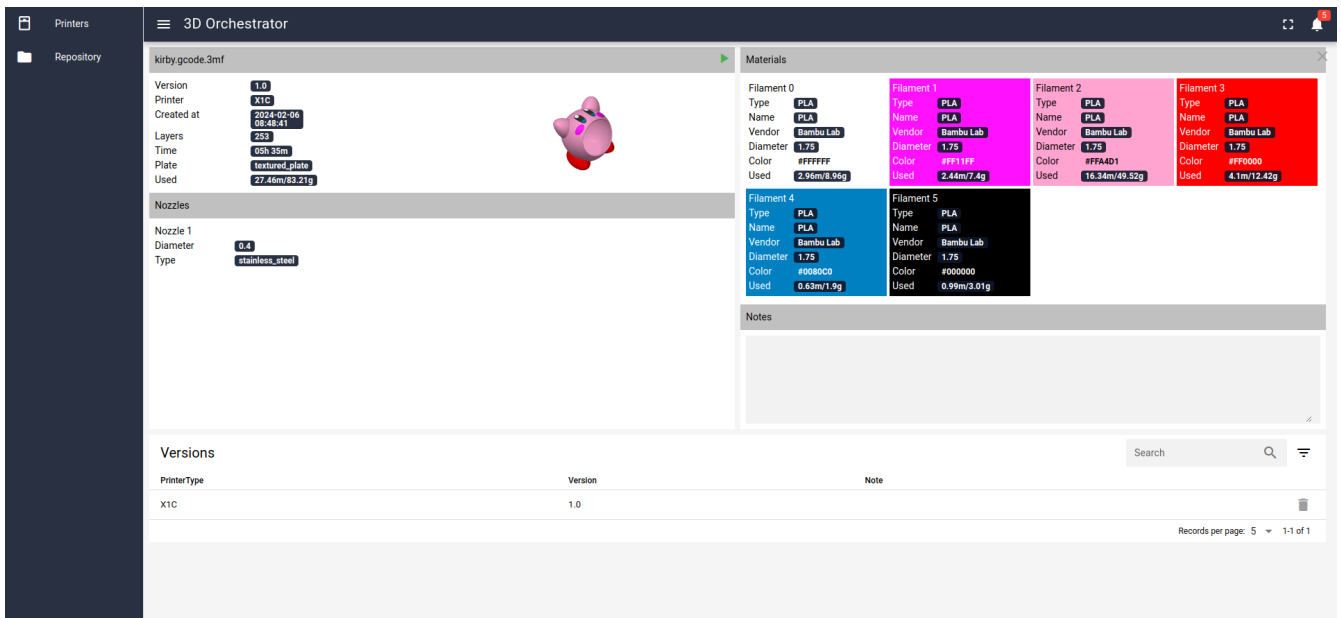 Printers
3D Orchestrator
5
Repository
kirby.gcode.3mf
Version 1.0
Printer X1C
Created at 2024-02-06
08:48:41
Layers 253
Time 05h 35m
Plate textured_plate
Used 27.46m/83.21g
Nozzles
Nozzle 1
Diameter 0.4
Type stainless_steel
Materials
Filament 0
Type PLA
Name PLA
Vendor Bambu Lab
Diameter 1.75
Color #FFFFFF
Used 2.96m/8.96g
Filament 1
Type PLA
Name PLA
Vendor Bambu Lab
Diameter 1.75
Color #FF11FF
Used 2.44m/7.4g
Filament 2
Type PLA
Name PLA
Vendor Bambu Lab
Diameter 1.75
Color #FFA4D1
Used 16.34m/49.52g
Filament 3
Type PLA
Name PLA
Vendor Bambu Lab
Diameter 1.75
Color #FF0000
Used 4.1m/12.42g
Filament 4
Type PLA
Name PLA
Vendor Bambu Lab
Diameter 1.75
Color #0080C0
Used 0.63m/1.9g
Filament 5
Type PLA
Name PLA
Vendor Bambu Lab
Diameter 1.75
Color #000000
Used 0.99m/3.01g
Notes
Versions
Search
PrinterType Version Note
X1C 1.0
Records per page: 5 1-1 of 1